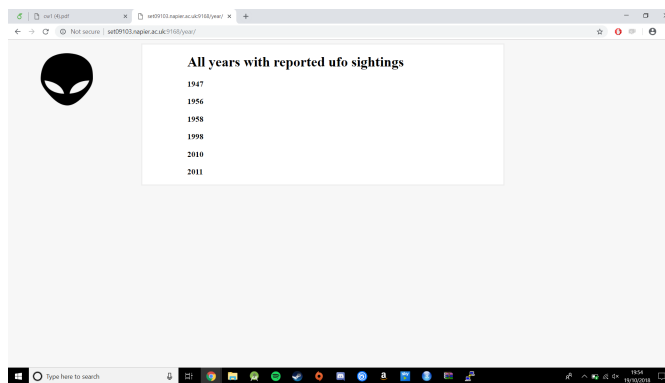 cw1 (4).pdf
set09103.napier.ac.uk:9168/year/
Not secure | set09103.napier.ac.uk:9168/year/
All years with reported ufo sightings
1947
1956
1958
1998
2010
2011
Type here to search
19:54
19/10/2018